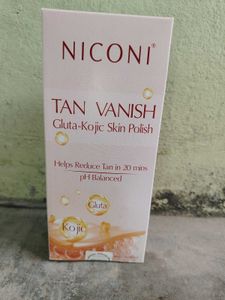 NICONI®
TAN VANISH
Gluta-Kojic Skin Polish
Helps Reduce Tan in 20 mins
pH Balanced
Gluta
Kojic